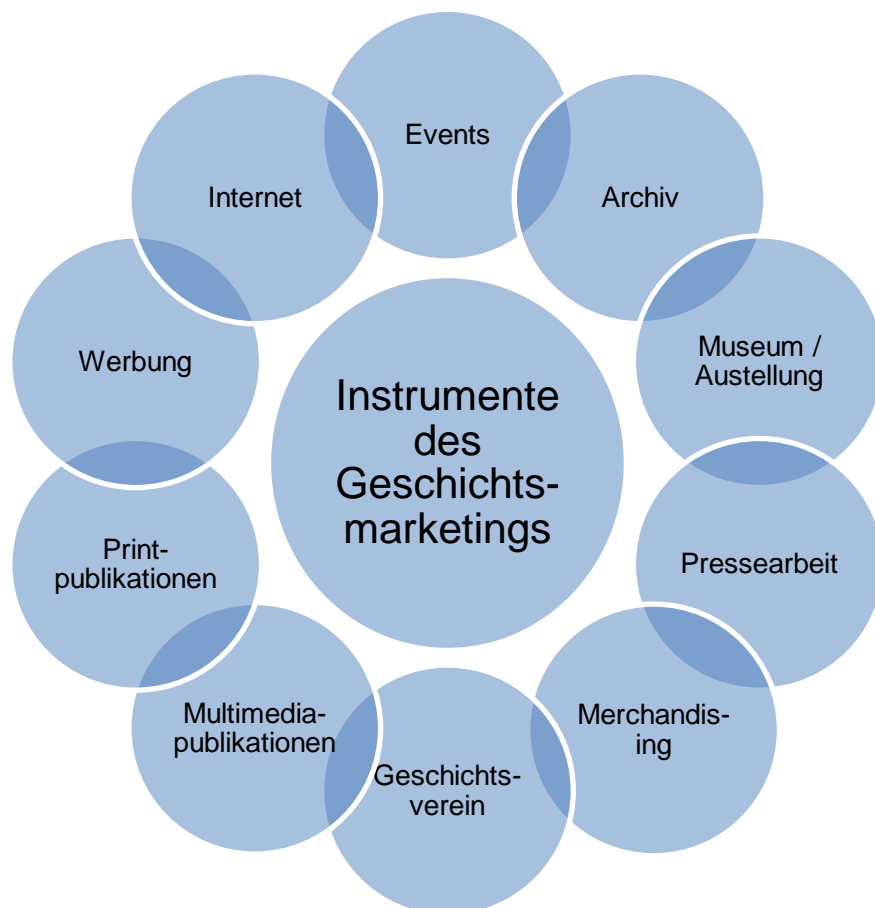 Events
Internet
Archiv
Werbung
Museum /
Austellung
Instrumente
des
Geschichts-
marketings
Print-
publikationen
Pressearbeit
Multimedia-
publikationen
Merchandis-
ing
Geschichts-
verein